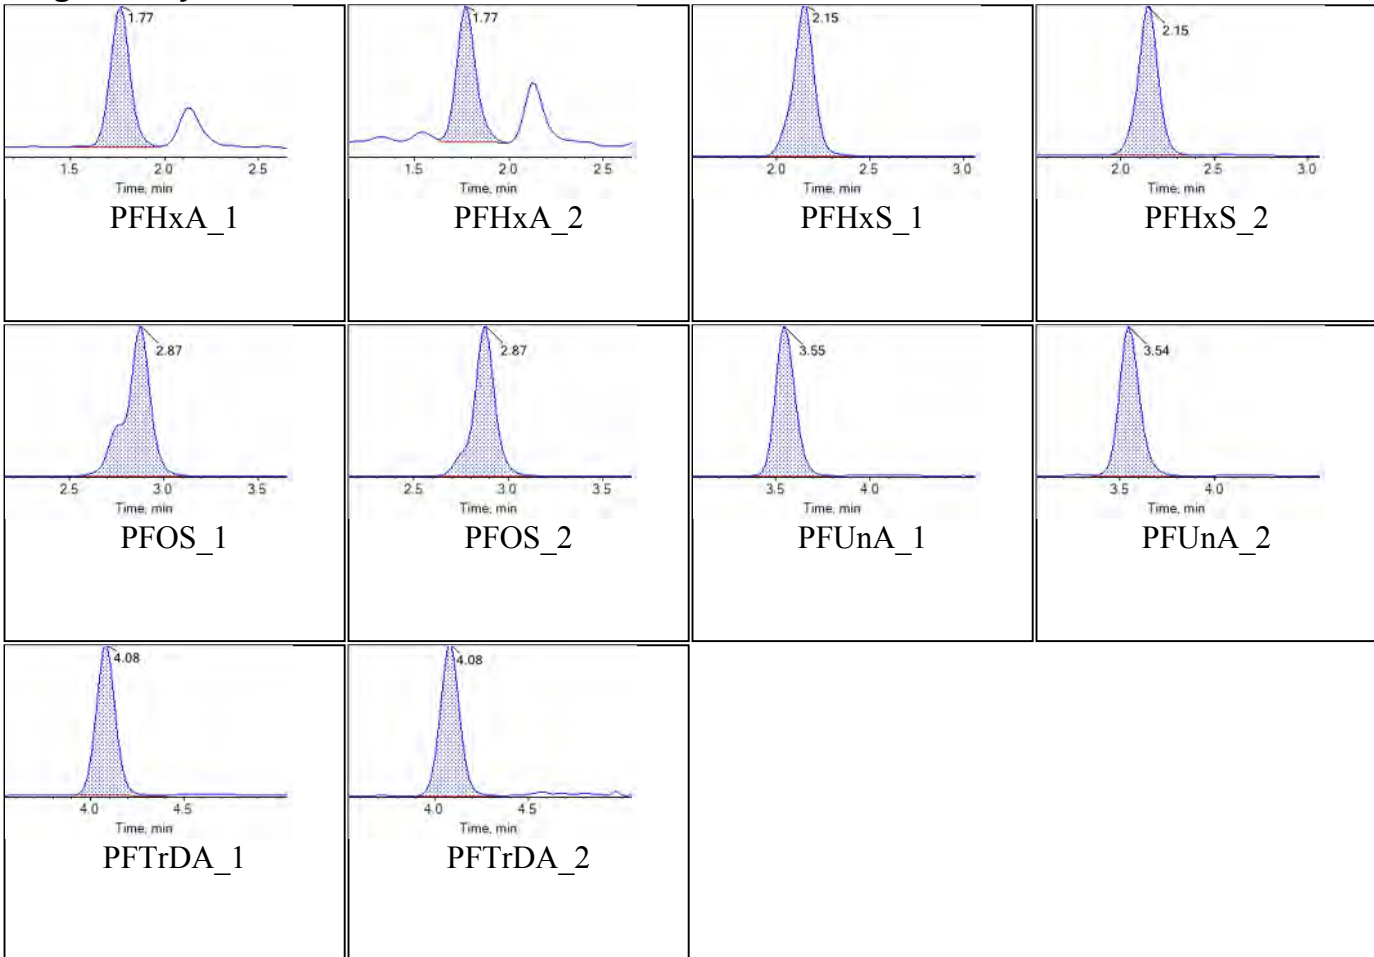 1.77
1.5 2.0 2.5
Time, min
PFHxA_1
1.77
1.5 2.0 2.5
Time, min
PFHxA_2
2.15
2.0 2.5 3.0
Time, min
PFHxS_1
2.15
2.0 2.5 3.0
Time, min
PFHxS_2
2.87
2.5 3.0 3.5
Time, min
PFOS_1
2.87
2.5 3.0 3.5
Time, min
PFOS_2
3.55
3.5 4.0
Time, min
PFUnA_1
3.54
3.5 4.0
Time, min
PFUnA_2
4.08
4.0 4.5
Time, min
PFTrDA_1
4.08
4.0 4.5
Time, min
PFTrDA_2